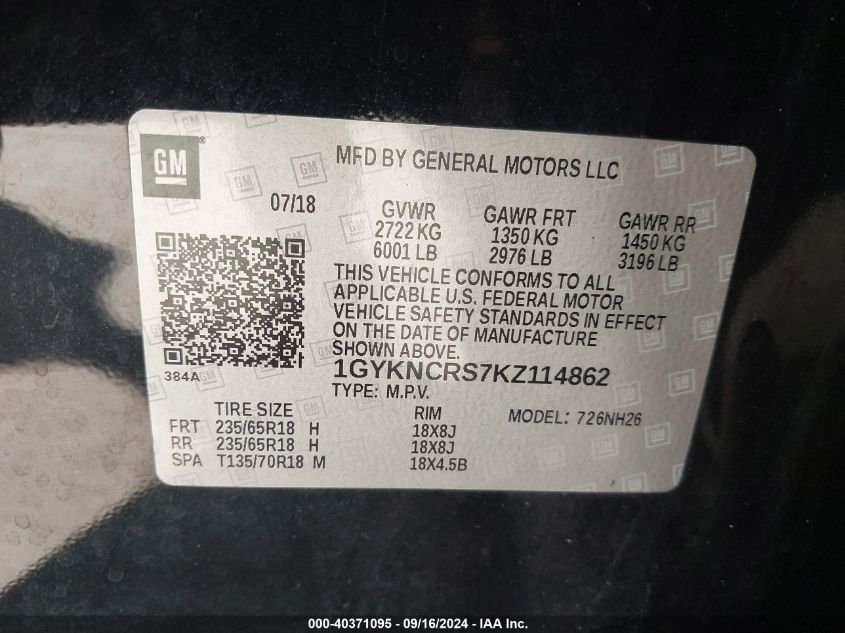 GM
MFD BY GENERAL MOTORS LLC
07/18
GVWR GAWR FRT GAWR RR
2722 KG 1350 KG 1450 KG
6001 LB 2976 LB 3196 LB
THIS VEHICLE CONFORMS TO ALL
APPLICABLE U.S. FEDERAL MOTOR
VEHICLE SAFETY STANDARDS IN EFFECT
ON THE DATE OF MANUFACTURE
SHOWN ABOVE.
384A
1GYKNCRS7KZ114862
TYPE: M.P.V.
TIRE SIZE RIM MODEL: 726NH26
FRT 235/65R18 H 18X8J
RR 235/65R18 H 18X8J
SPA T135/70R18 M 18X4.5B
000-40371095 - 09/16/2024 - IAA Inc.